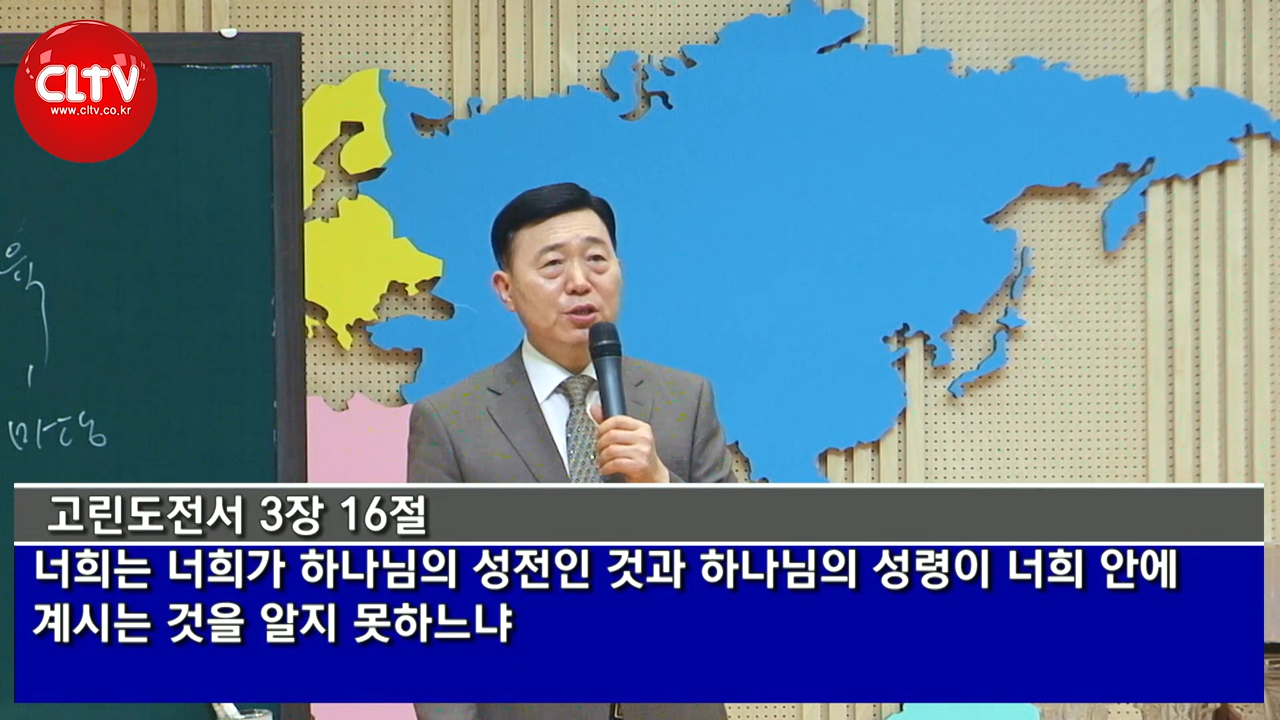 CLTV
www.cltv.co.kr
고린도전서 3장 16절
너희는 너희가 하나님의 성전인 것과 하나님의 성령이 너희 안에
계시는 것을 알지 못하느냐